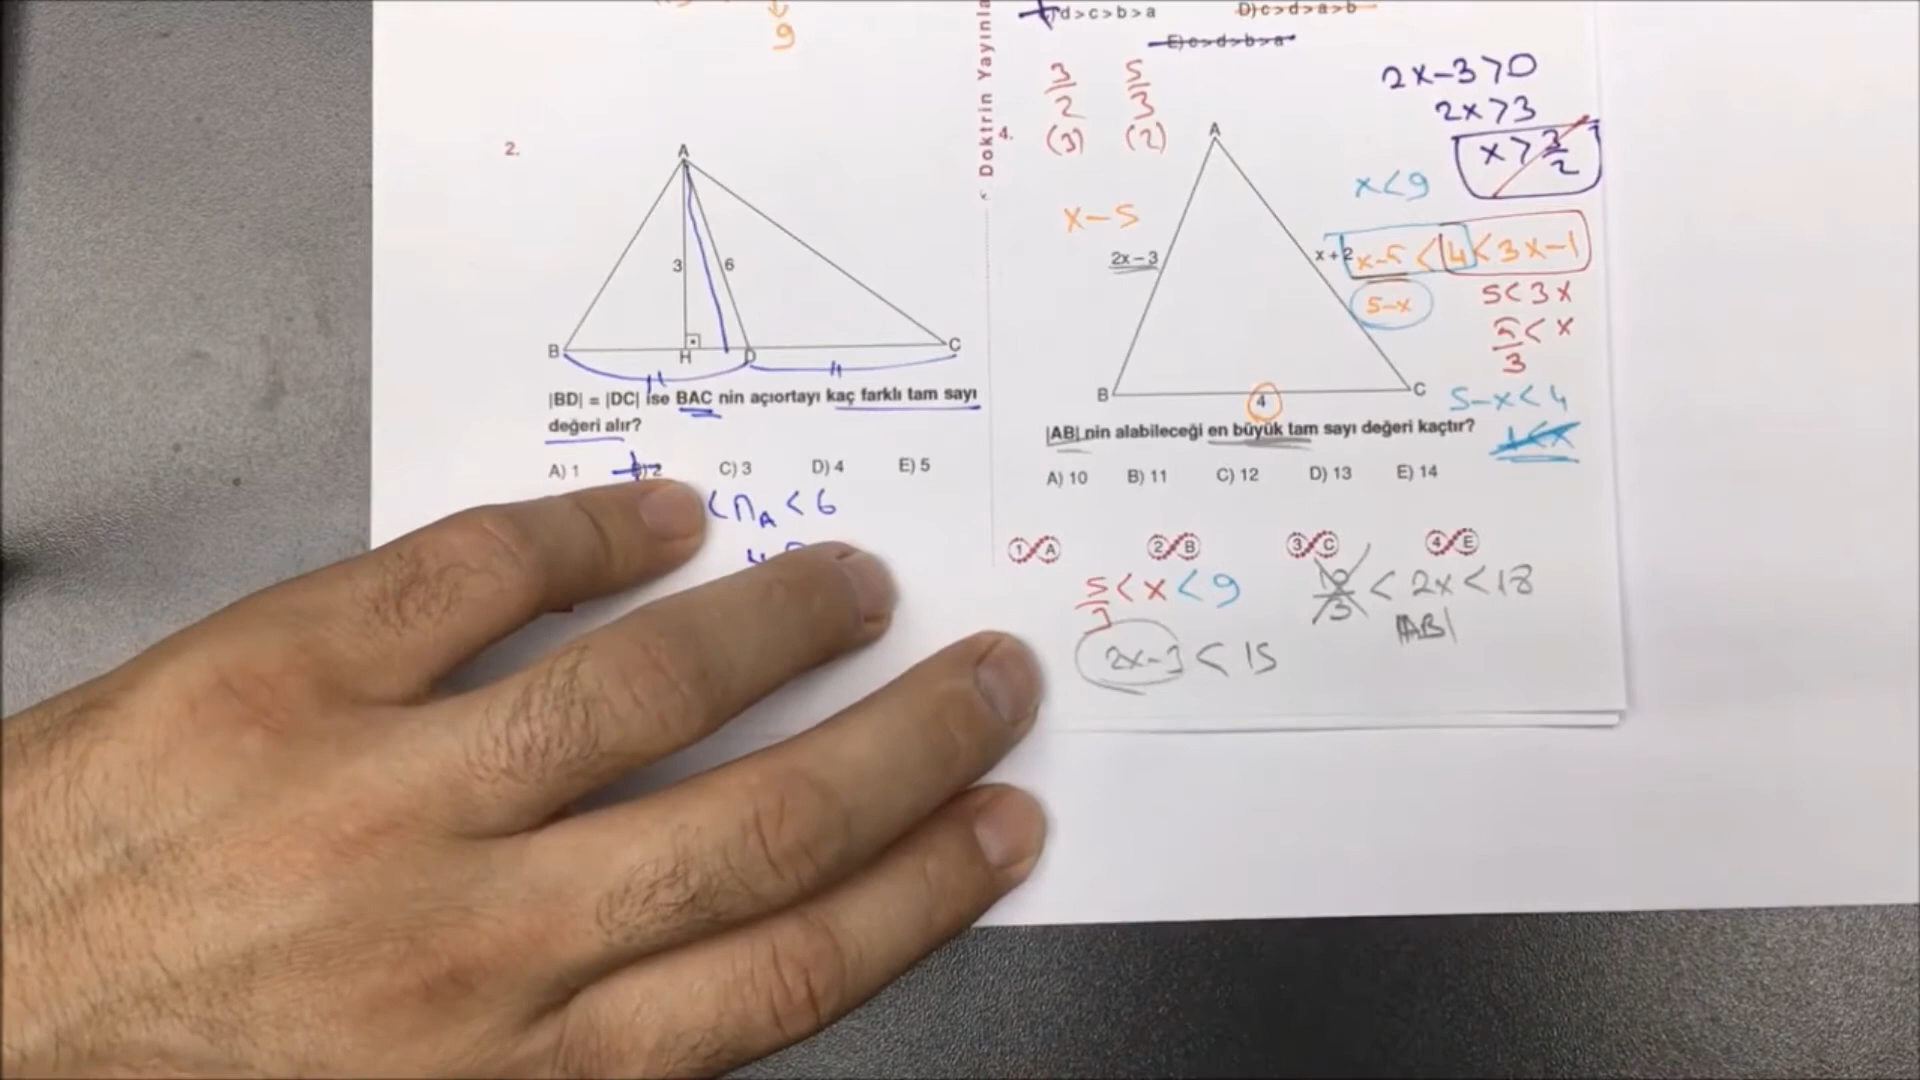 9
2.
A
3
6
B
H
D
C
|BD| = |DC| ise BAC nin açıortayı kaç farklı tam sayı
değeri alır?
A) 1
2
C) 3
D) 4
E) 5
< n_A < 6
Doktrin Yayınla
d > c > b > a
D) c > d > a > b
E) c > d > b > a
3/2
(3)
5/3
(2)
2x-3>0
2x>3
x > 3/2
4.
A
x<9
x-5
2x – 3
x + 2
x-5 < 4 < 3x-1
5-x
5<3x
5/3 < x
B
4
C
5-x<4
1<x
|AB| nin alabileceği en büyük tam sayı değeri kaçtır?
A) 10
B) 11
C) 12
D) 13
E) 14
1 A
2 B
3 C
4 E
5/3 < x < 9
10/3 < 2x < 18
|AB|
2x-3 < 15